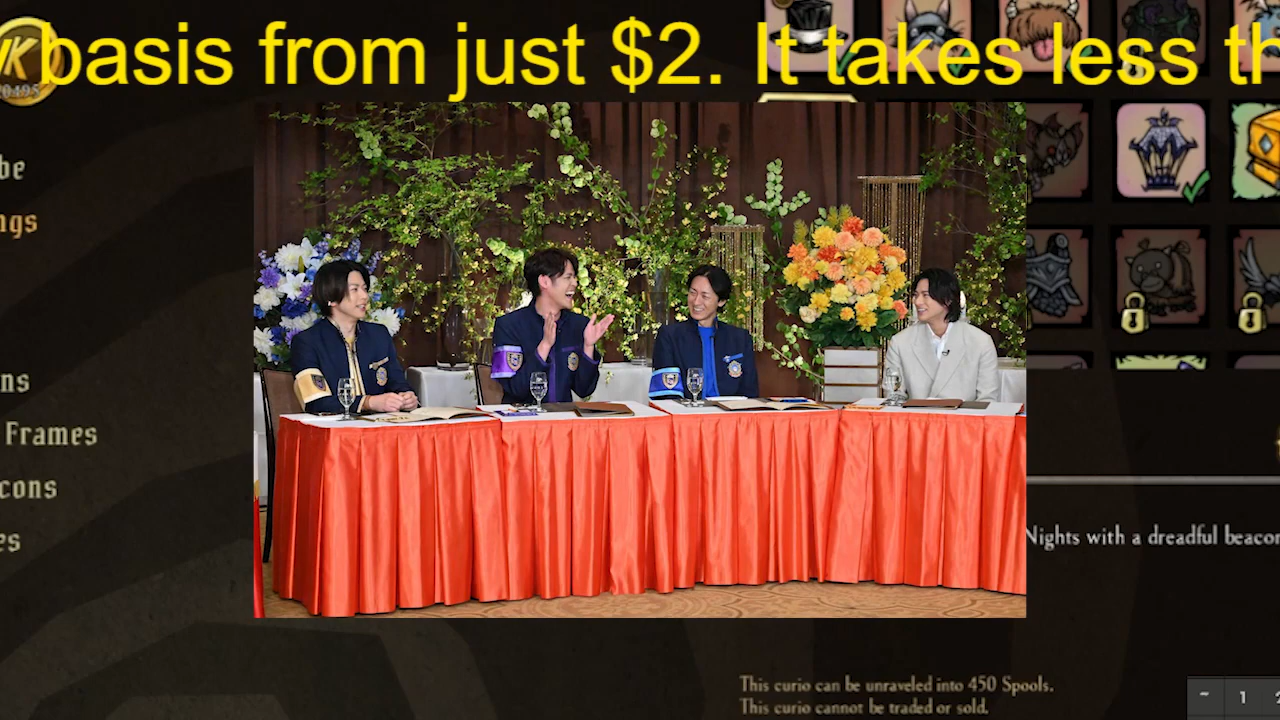 basis from just $2. It takes less th
be
ngs
ns
Frames
cons
es
Nights with a dreadful beacon
This curio can be unraveled into 450 Spools.
This curio cannot be traded or sold.
~ 1